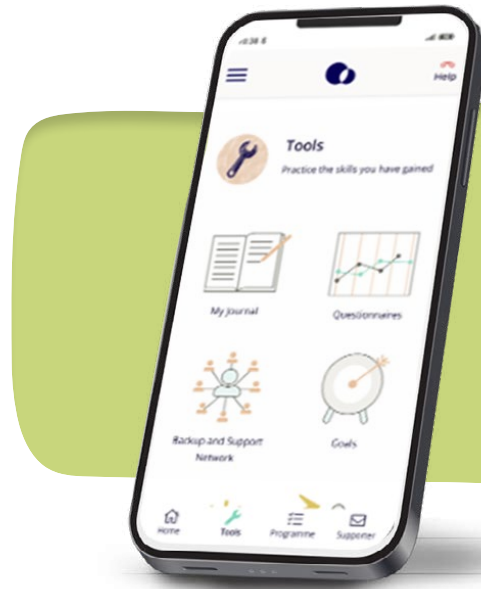 Help
Tools
Practice the skills you have gained
My Journal
Questionnaires
Backup and Support
Network
Goals
Home
Tools
Programme
Supporter